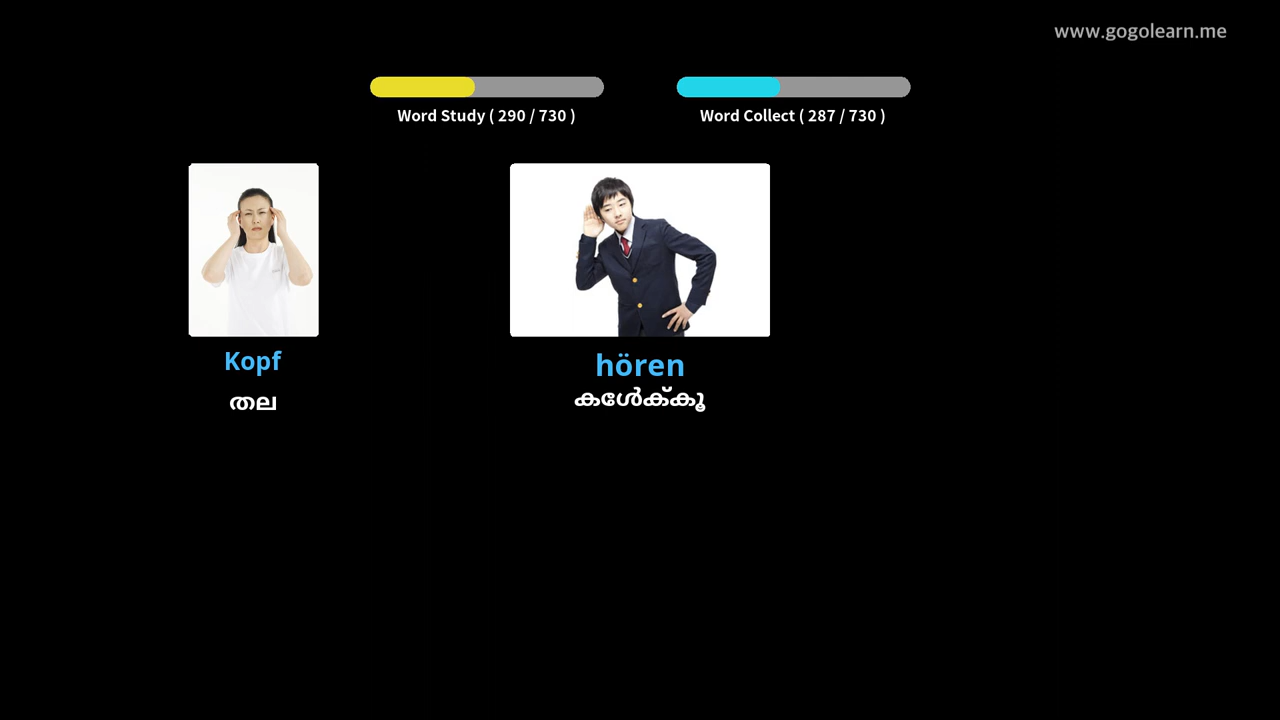 www.gogolearn.me
Word Study ( 290 / 730 )
Word Collect ( 287 / 730 )
Kopf
തല
hören
കേൾക്കൂ